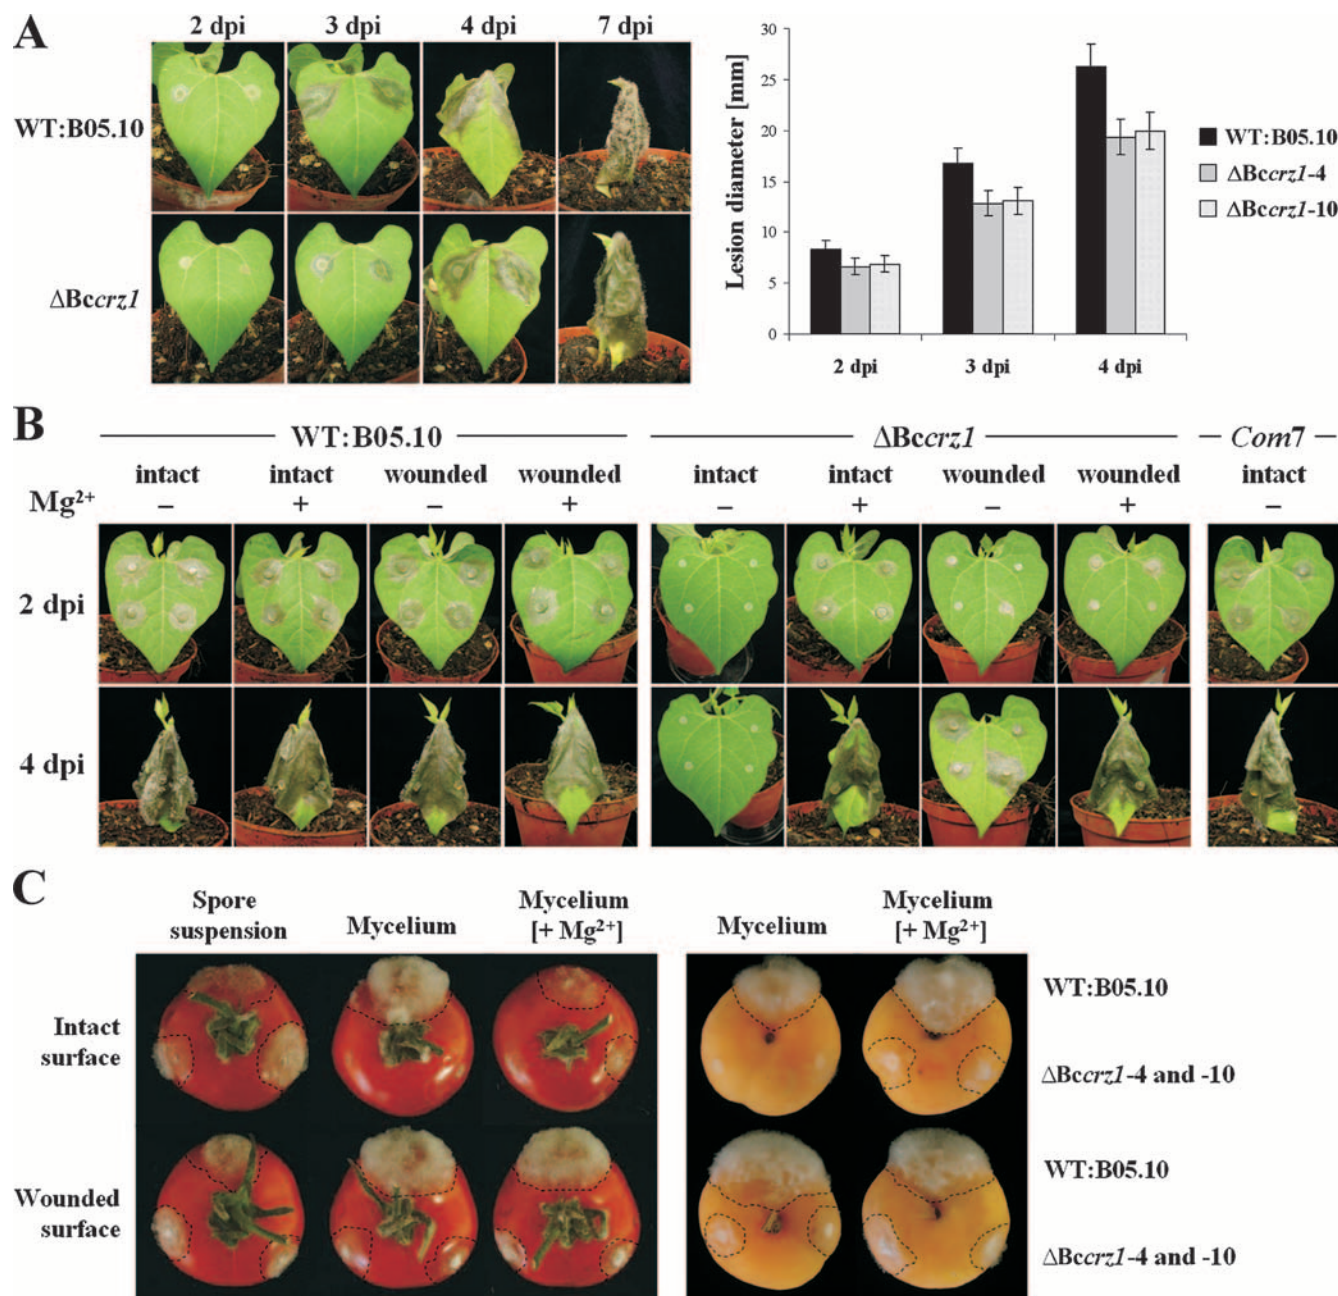 A
2 dpi 3 dpi 4 dpi 7 dpi
WT:B05.10
ΔBccrz1
Lesion diameter [mm]
30
25
20
15
10
5
0
2 dpi 3 dpi 4 dpi
WT:B05.10
ΔBccrz1-4
ΔBccrz1-10
B
WT:B05.10 ΔBccrz1 Com7
intact intact wounded wounded intact intact wounded wounded intact
Mg²⁺ – + – + – + – + –
2 dpi
4 dpi
C
Spore suspension
Mycelium
Mycelium
[+ Mg²⁺]
Mycelium
Mycelium
[+ Mg²⁺]
Intact
surface
WT:B05.10
ΔBccrz1-4 and -10
Wounded
surface
WT:B05.10
ΔBccrz1-4 and -10